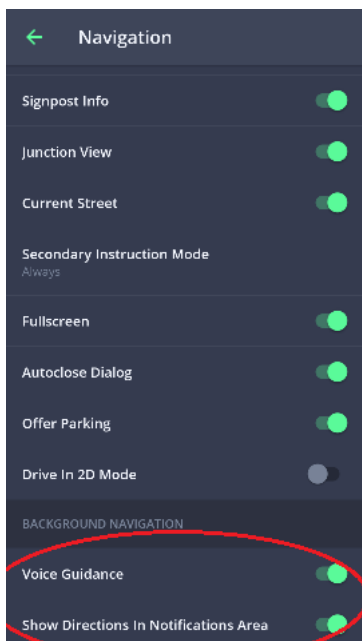 Navigation
Signpost Info
Junction View
Current Street
Secondary Instruction Mode
Always
Fullscreen
Autoclose Dialog
Offer Parking
Drive In 2D Mode
BACKGROUND NAVIGATION
Voice Guidance
Show Directions In Notifications Area